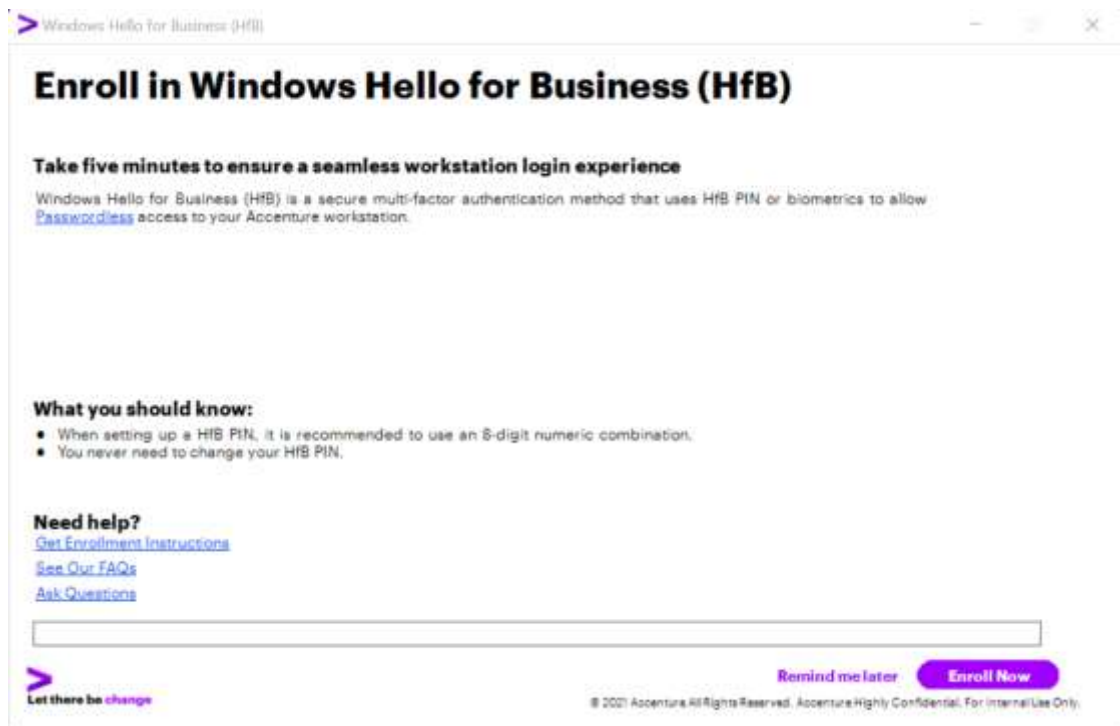 Windows Hello for Business (HfB)
Enroll in Windows Hello for Business (HfB)
Take five minutes to ensure a seamless workstation login experience
Windows Hello for Business (HfB) is a secure multi-factor authentication method that uses HfB PIN or biometrics to allow
Passwordless access to your Accenture workstation.
What you should know:
• When setting up a HfB PIN, it is recommended to use an 8-digit numeric combination.
• You never need to change your HfB PIN.
Need help?
Get Enrollment Instructions
See Our FAQs
Ask Questions
Remind me later
Enroll Now
Let there be change
© 2021 Accenture All Rights Reserved. Accenture Highly Confidential. For Internal Use Only.